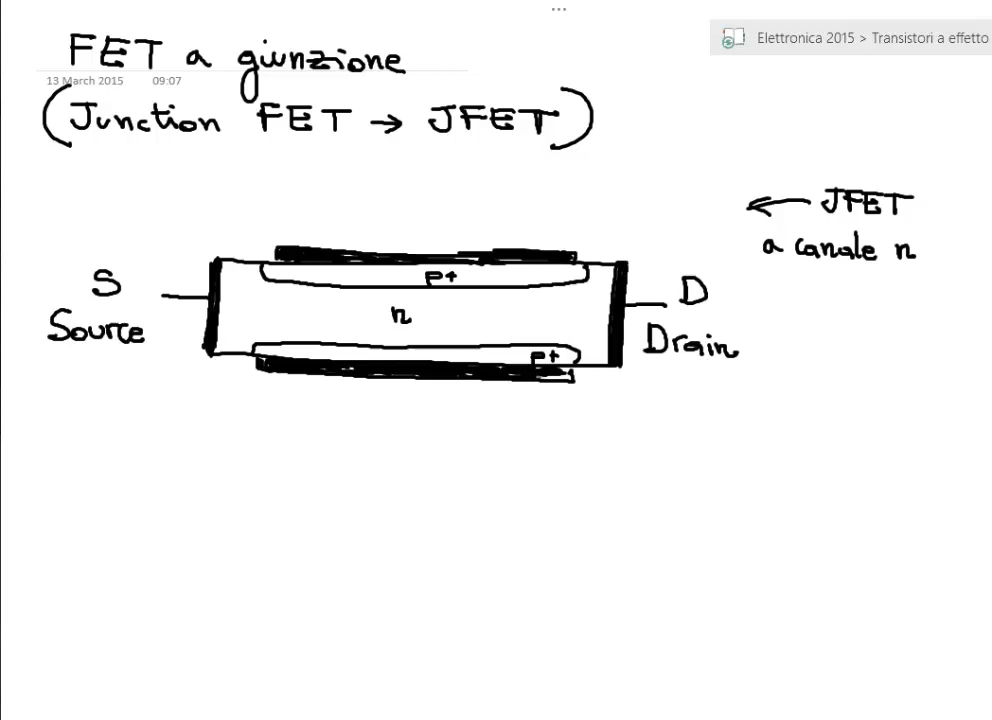 ...
Elettronica 2015 > Transistori a effetto
FET a giunzione
13 March 2015 09:07
(Junction FET → JFET)
← JFET
a canale n
S
Source
p+
n
p+
D
Drain